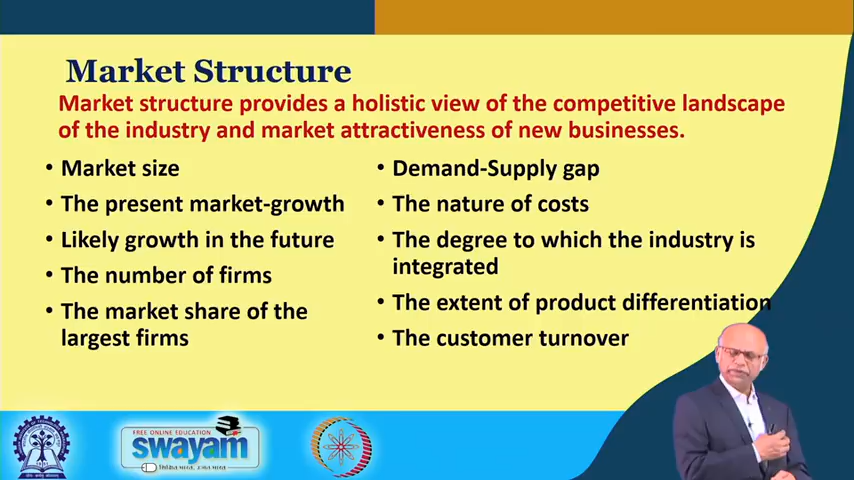 Market Structure
Market structure provides a holistic view of the competitive landscape
of the industry and market attractiveness of new businesses.
• Market size
• The present market-growth
• Likely growth in the future
• The number of firms
• The market share of the
largest firms
• Demand-Supply gap
• The nature of costs
• The degree to which the industry is
integrated
• The extent of product differentiation
• The customer turnover
FREE ONLINE EDUCATION
swayam